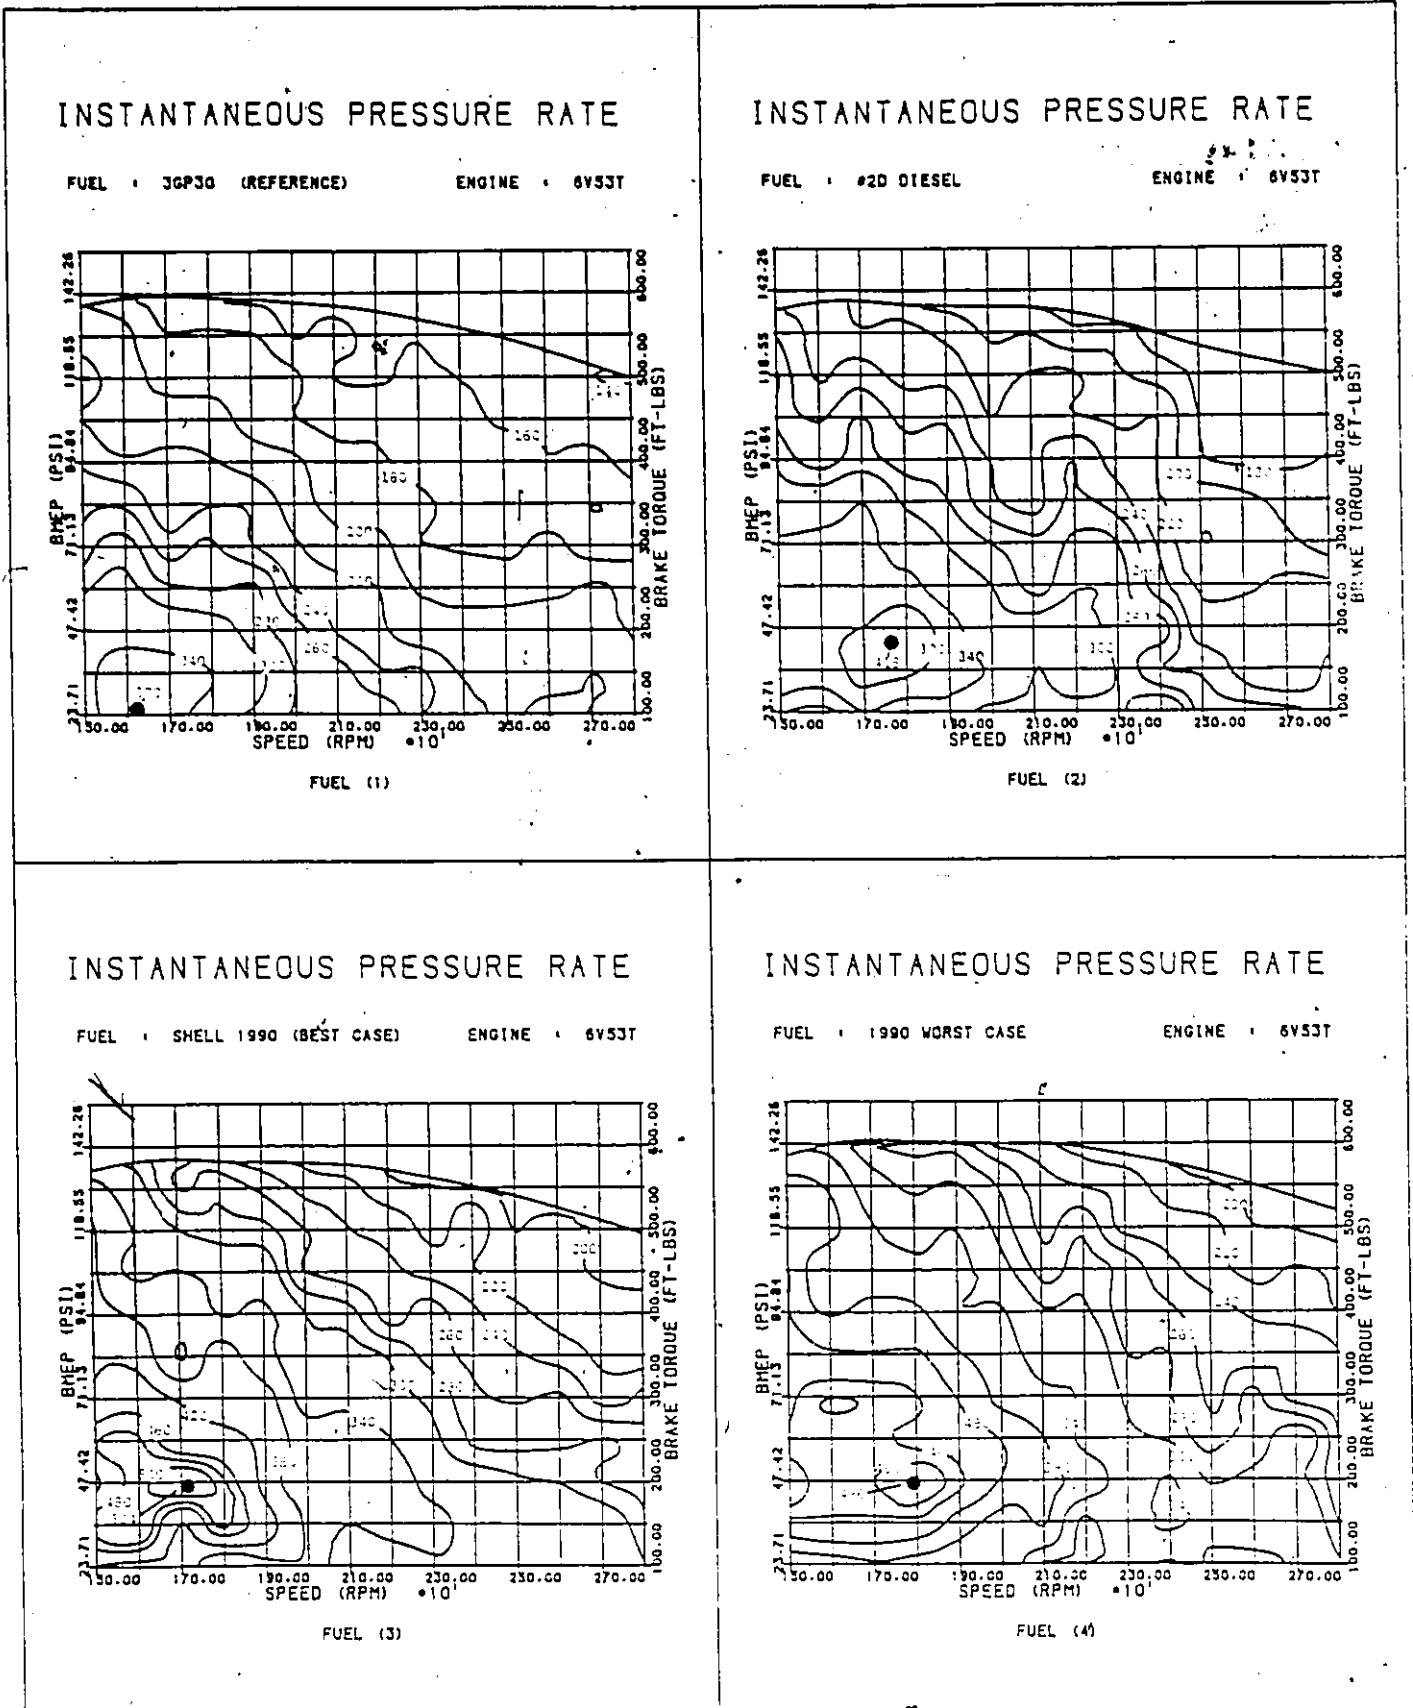 INSTANTANEOUS PRESSURE RATE
FUEL : 3GP30 (REFERENCE) ENGINE : 6V53T
BMEP (PSI)
23.71 47.42 71.13 94.84 118.55 142.26
BRAKE TORQUE (FT-LBS)
100.00 200.00 300.00 400.00 500.00 600.00
160
180
200
240
260
340
150.00 170.00 190.00 210.00 230.00 250.00 270.00
SPEED (RPM) *10¹
FUEL (1)
INSTANTANEOUS PRESSURE RATE
FUEL : #2D DIESEL ENGINE : 6V53T
BMEP (PSI)
23.71 47.42 71.13 94.84 118.55 142.26
BRAKE TORQUE (FT-LBS)
100.00 200.00 300.00 400.00 500.00 600.00
200
180
240
300
340
150.00 170.00 190.00 210.00 230.00 250.00 270.00
SPEED (RPM) *10¹
FUEL (2)
INSTANTANEOUS PRESSURE RATE
FUEL : SHELL 1990 (BEST CASE) ENGINE : 6V53T
BMEP (PSI)
23.71 47.42 71.13 94.84 118.55 142.26
BRAKE TORQUE (FT-LBS)
100.00 200.00 300.00 400.00 500.00 600.00
200
220
260 240
420
340
480
150.00 170.00 190.00 210.00 230.00 250.00 270.00
SPEED (RPM) *10¹
FUEL (3)
INSTANTANEOUS PRESSURE RATE
FUEL : 1990 WORST CASE ENGINE : 6V53T
BMEP (PSI)
23.71 47.42 71.13 94.84 118.55 142.26
BRAKE TORQUE (FT-LBS)
100.00 200.00 300.00 400.00 500.00 600.00
200
240
150.00 170.00 190.00 210.00 230.00 250.00 270.00
SPEED (RPM) *10¹
FUEL (4)